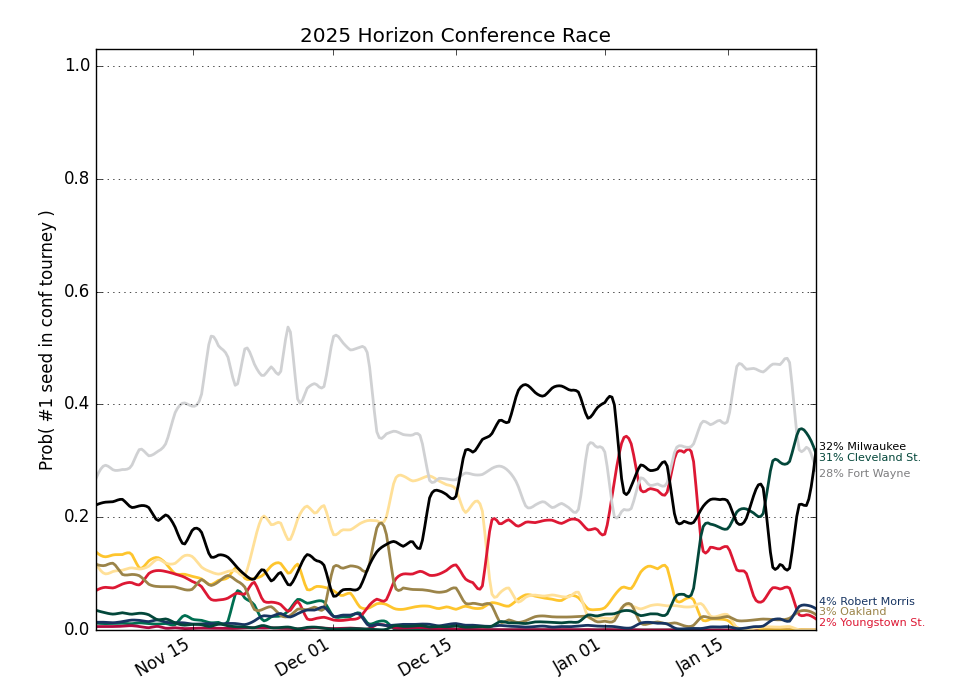 2025 Horizon Conference Race
Prob( #1 seed in conf tourney )
1.0
0.8
0.6
0.4
0.2
0.0
Nov 15
Dec 01
Dec 15
Jan 01
Jan 15
32% Milwaukee
31% Cleveland St.
28% Fort Wayne
4% Robert Morris
3% Oakland
2% Youngstown St.